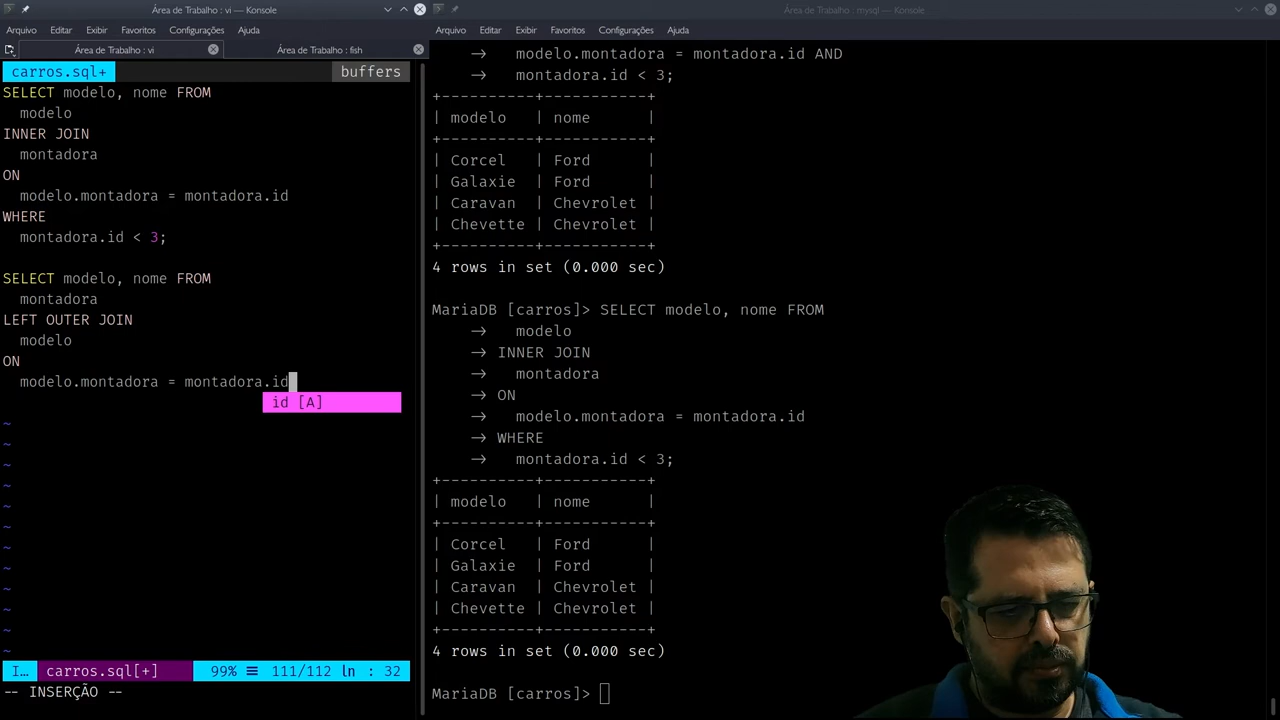 Área de Trabalho : vi — Konsole
Arquivo Editar Exibir Favoritos Configurações Ajuda
Área de Trabalho : vi
Área de Trabalho : fish
carros.sql+
buffers
SELECT modelo, nome FROM
modelo
INNER JOIN
montadora
ON
modelo.montadora = montadora.id
WHERE
montadora.id < 3;
SELECT modelo, nome FROM
montadora
LEFT OUTER JOIN
modelo
ON
modelo.montadora = montadora.id
id [A]
~
~
~
~
~
~
~
~
~
~
~
~
I… carros.sql[+] 99% ≡ 111/112 ln : 32
-- INSERÇÃO --
Área de Trabalho : mysql — Konsole
Arquivo Editar Exibir Favoritos Configurações Ajuda
→ modelo.montadora = montadora.id AND
→ montadora.id < 3;
+----------+-----------+
| modelo | nome |
+----------+-----------+
| Corcel | Ford |
| Galaxie | Ford |
| Caravan | Chevrolet |
| Chevette | Chevrolet |
+----------+-----------+
4 rows in set (0.000 sec)
MariaDB [carros]> SELECT modelo, nome FROM
→ modelo
→ INNER JOIN
→ montadora
→ ON
→ modelo.montadora = montadora.id
→ WHERE
→ montadora.id < 3;
+----------+-----------+
| modelo | nome |
+----------+-----------+
| Corcel | Ford |
| Galaxie | Ford |
| Caravan | Chevrolet |
| Chevette | Chevrolet |
+----------+-----------+
4 rows in set (0.000 sec)
MariaDB [carros]>